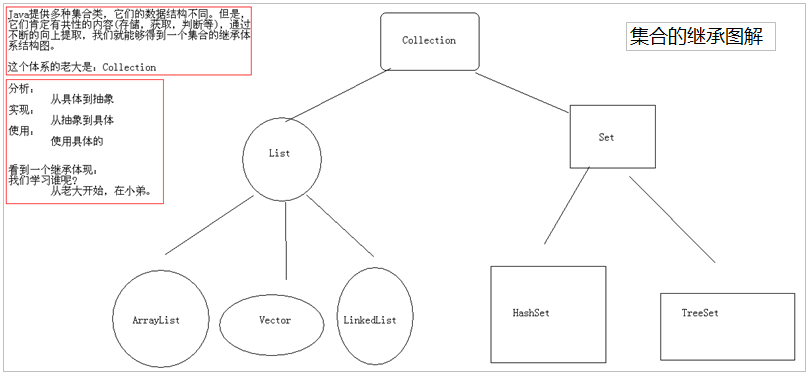 Java提供多种集合类，它们的数据结构不同。但是，
它们肯定有共性的内容(存储，获取，判断等)，通过
不断的向上提取，我们就能够得到一个集合的继承体
系结构图。
这个体系的老大是：Collection
分析：
从具体到抽象
实现：
从抽象到具体
使用：
使用具体的
看到一个继承体现：
我们学习谁呢？
从老大开始，在小弟。
集合的继承图解
Collection
List
Set
ArrayList
Vector
LinkedList
HashSet
TreeSet